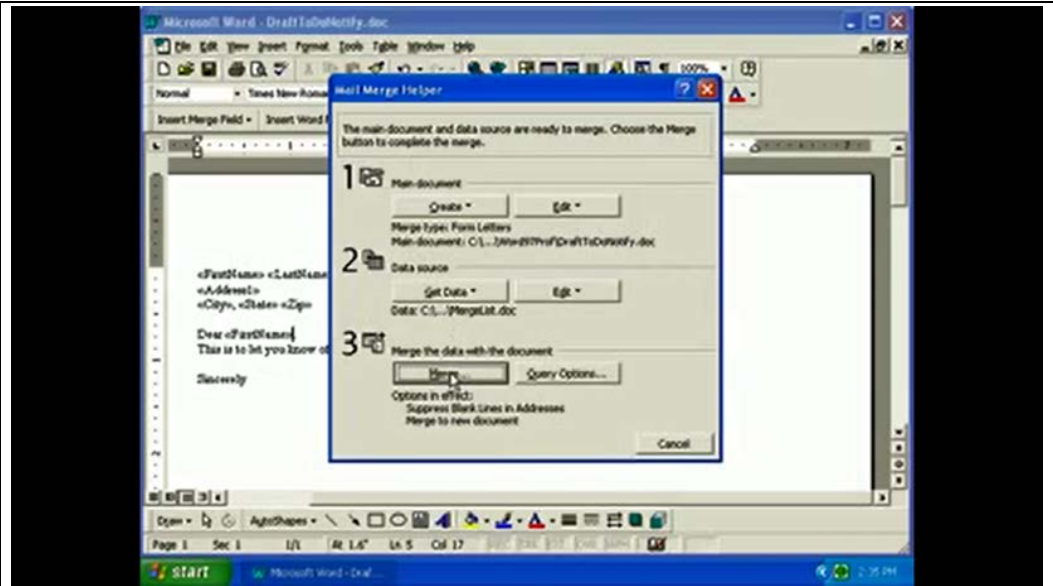 Microsoft Word - DraftToDoNotify.doc
File Edit View Insert Format Tools Table Window Help
100%
Normal Times New Roman
Insert Merge Field Insert Word
Mail Merge Helper
The main document and data source are ready to merge. Choose the Merge
button to complete the merge.
1 Main document
Create Edit
Merge type: Form Letters
Main document: C:\...\Word97Prof\DraftToDoNotify.doc
2 Data source
Get Data Edit
Data: C:\...\MergeList.doc
3 Merge the data with the document
Merge... Query Options...
Options in effect:
Suppress Blank Lines in Addresses
Merge to new document
Cancel
«FirstName» «LastName
«Address1»
«City», «State» «Zip»
Dear «FirstName»
This is to let you know of
Sincerely
Draw AutoShapes
Page 1 Sec 1 1/1 At 1.6" Ln 5 Col 17
start Microsoft Word - Draf... 2:35 PM